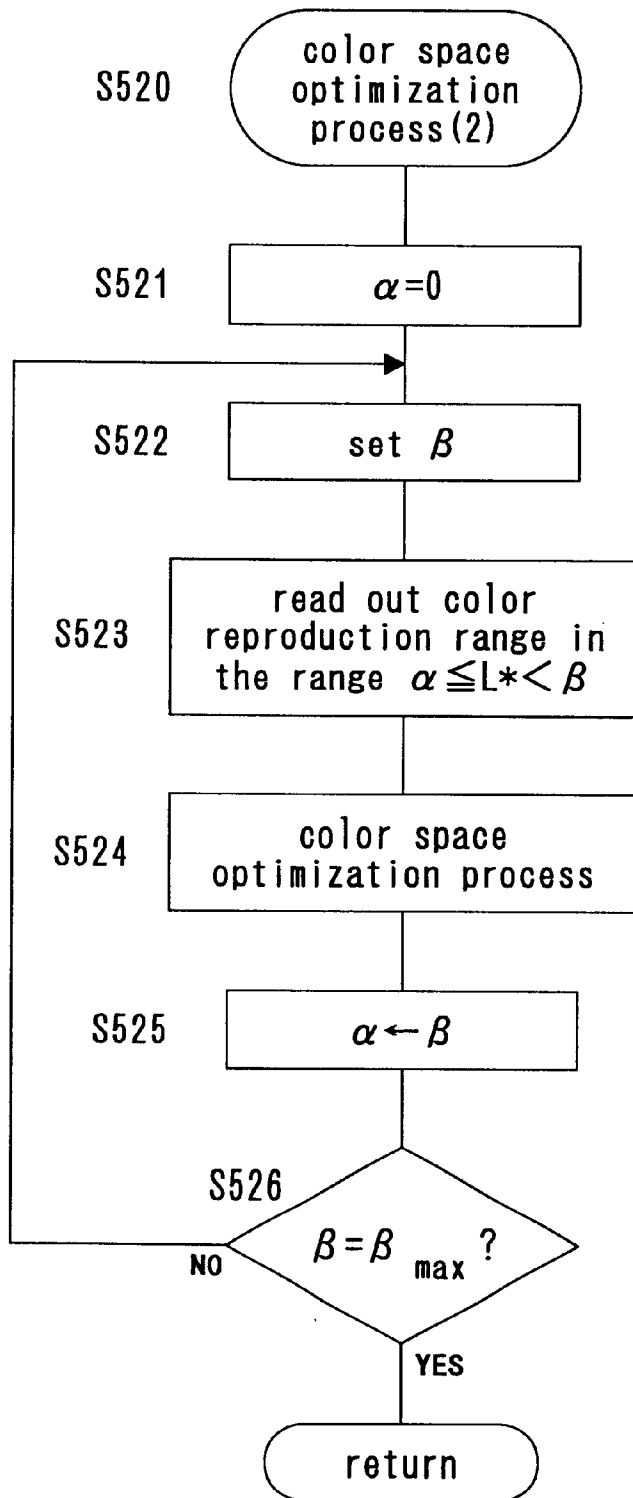 S520
color space
optimization
process(2)
S521
α=0
S522
set β
S523
read out color
reproduction range in
the range α≦L*<β
S524
color space
optimization process
S525
α←β
S526
β=β max ?
NO
YES
return